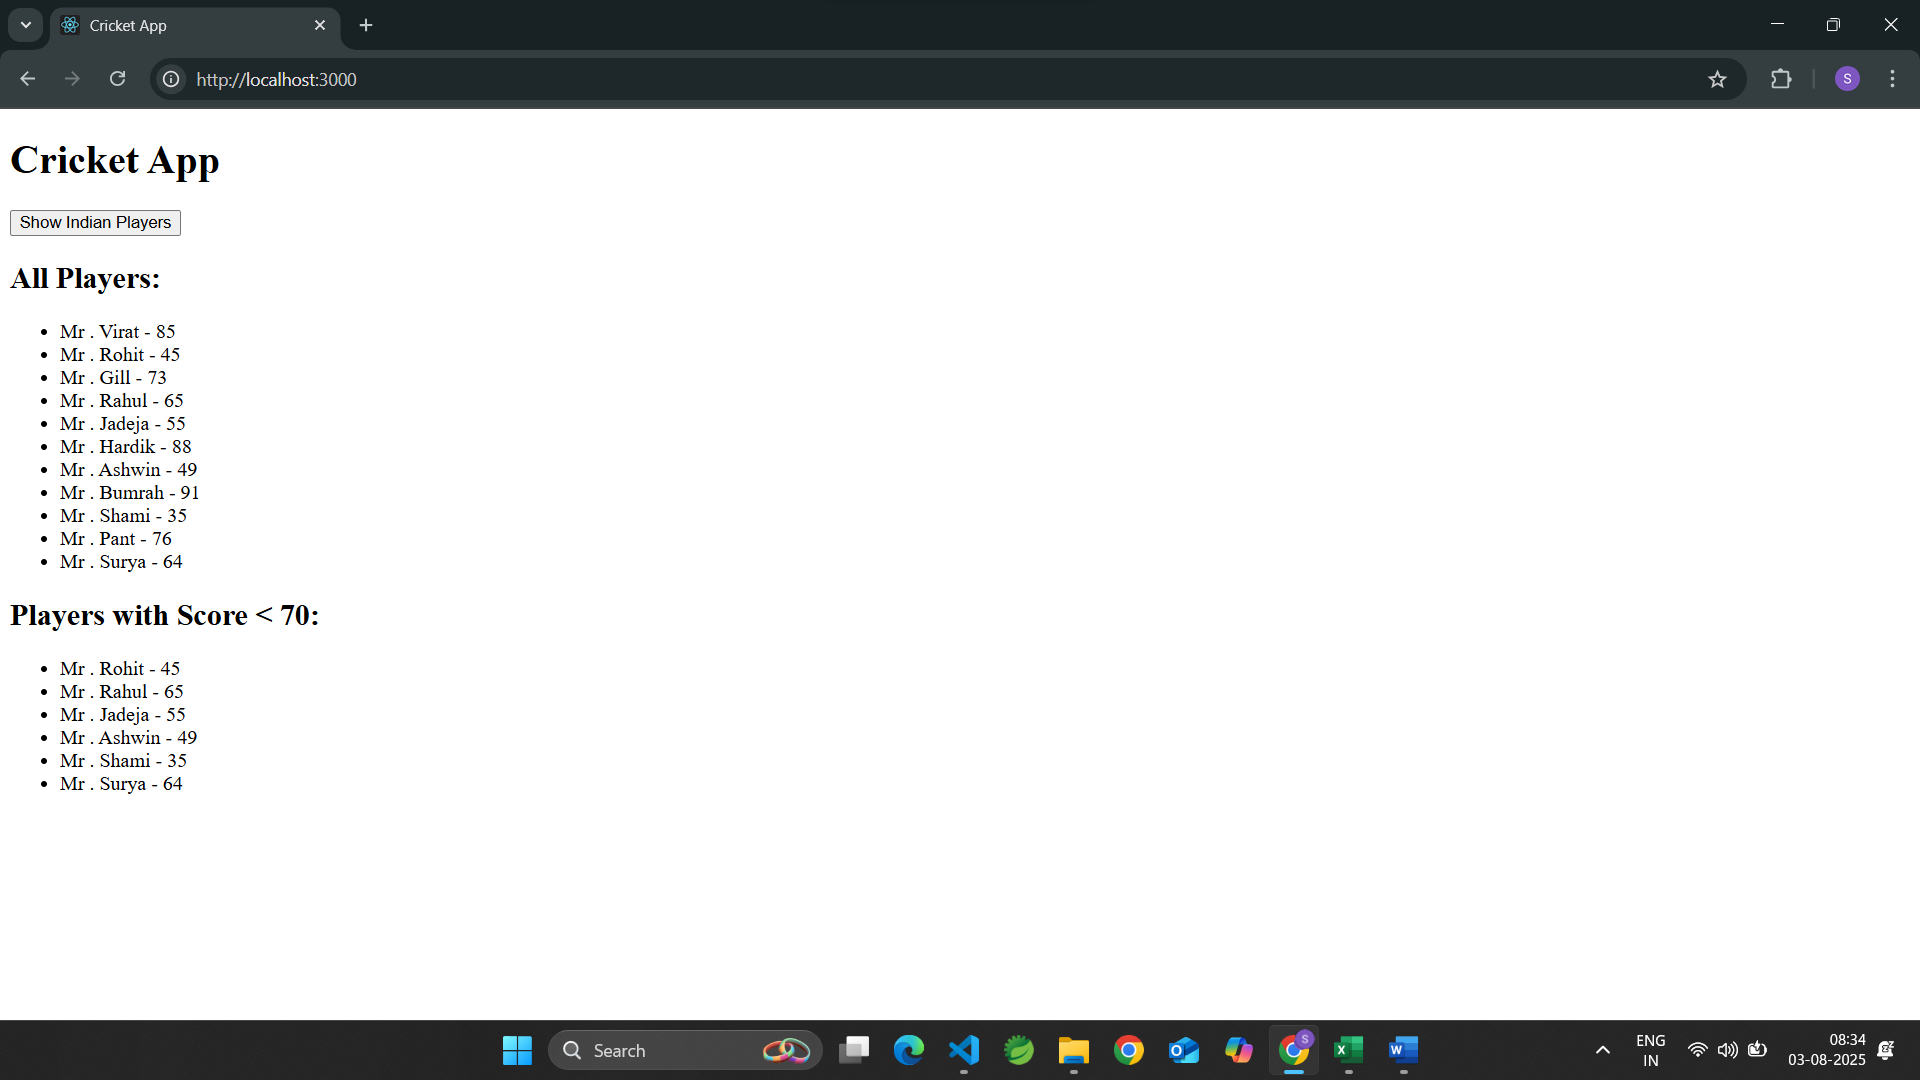 Cricket App
http://localhost:3000
S
Cricket App
Show Indian Players
All Players:
• Mr . Virat - 85
• Mr . Rohit - 45
• Mr . Gill - 73
• Mr . Rahul - 65
• Mr . Jadeja - 55
• Mr . Hardik - 88
• Mr . Ashwin - 49
• Mr . Bumrah - 91
• Mr . Shami - 35
• Mr . Pant - 76
• Mr . Surya - 64
Players with Score < 70:
• Mr . Rohit - 45
• Mr . Rahul - 65
• Mr . Jadeja - 55
• Mr . Ashwin - 49
• Mr . Shami - 35
• Mr . Surya - 64
Search
S
ENG
IN
08:34
03-08-2025